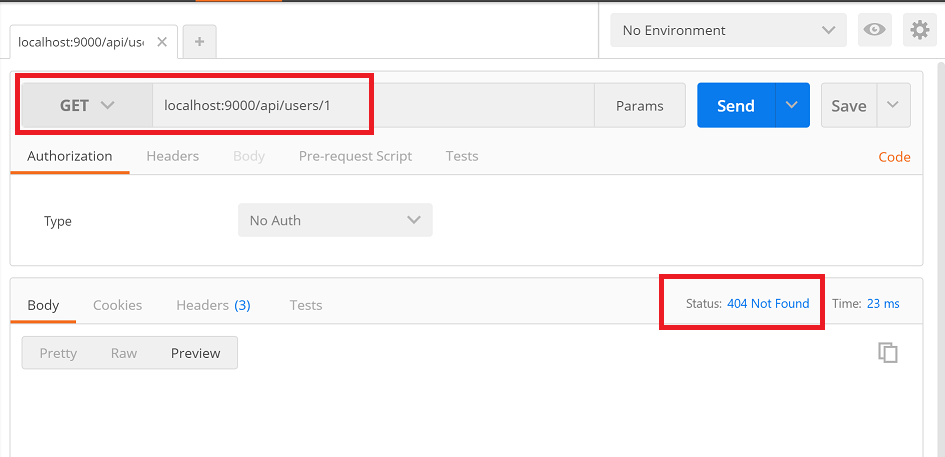 No Environment
localhost:9000/api/us
GET localhost:9000/api/users/1 Params Send Save
Authorization Headers Body Pre-request Script Tests Code
Type No Auth
Body Cookies Headers (3) Tests Status: 404 Not Found Time: 23 ms
Pretty Raw Preview